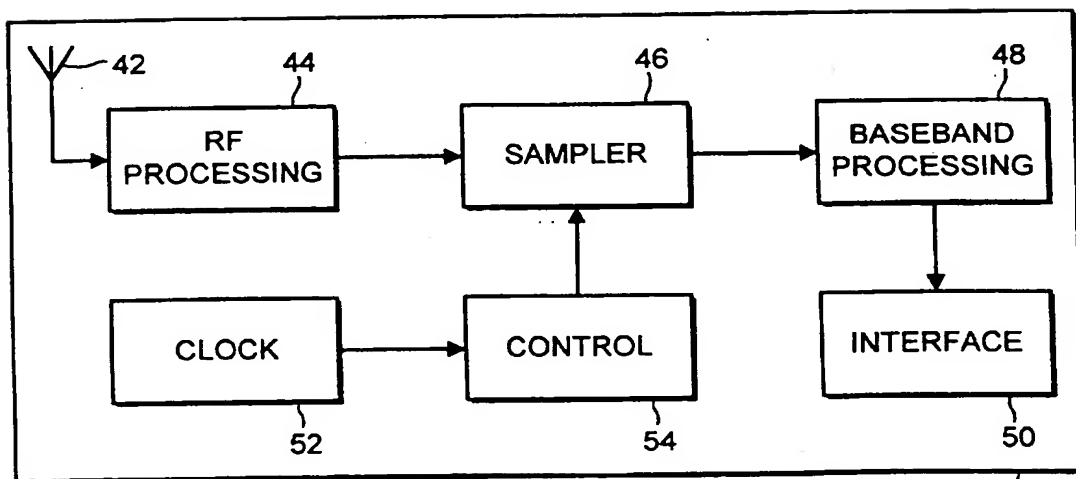 42
44
46
48
RF
PROCESSING
SAMPLER
BASEBAND
PROCESSING
CLOCK
CONTROL
INTERFACE
52
54
50